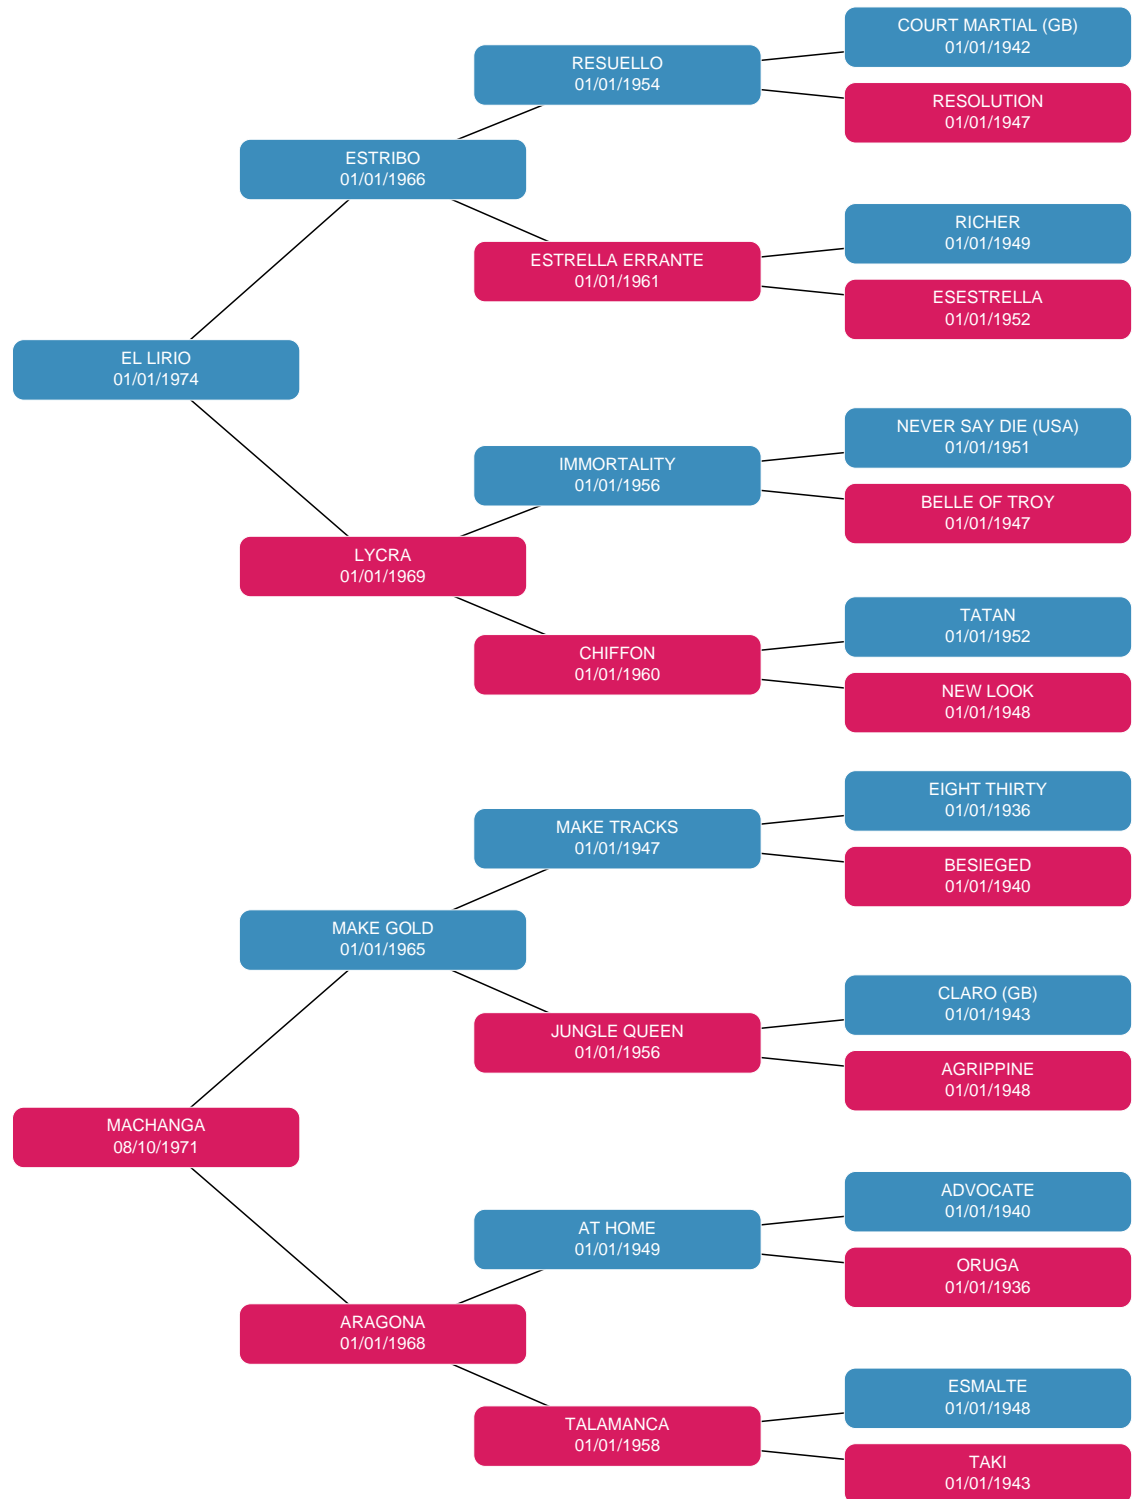 COURT MARTIAL (GB)
01/01/1942
RESUELLO
01/01/1954
RESOLUTION
01/01/1947
ESTRIBO
01/01/1966
RICHER
01/01/1949
ESTRELLA ERRANTE
01/01/1961
ESESTRELLA
01/01/1952
EL LIRIO
01/01/1974
NEVER SAY DIE (USA)
01/01/1951
IMMORTALITY
01/01/1956
BELLE OF TROY
01/01/1947
LYCRA
01/01/1969
TATAN
01/01/1952
CHIFFON
01/01/1960
NEW LOOK
01/01/1948
EIGHT THIRTY
01/01/1936
MAKE TRACKS
01/01/1947
BESIEGED
01/01/1940
MAKE GOLD
01/01/1965
CLARO (GB)
01/01/1943
JUNGLE QUEEN
01/01/1956
AGRIPPINE
01/01/1948
MACHANGA
08/10/1971
ADVOCATE
01/01/1940
AT HOME
01/01/1949
ORUGA
01/01/1936
ARAGONA
01/01/1968
ESMALTE
01/01/1948
TALAMANCA
01/01/1958
TAKI
01/01/1943